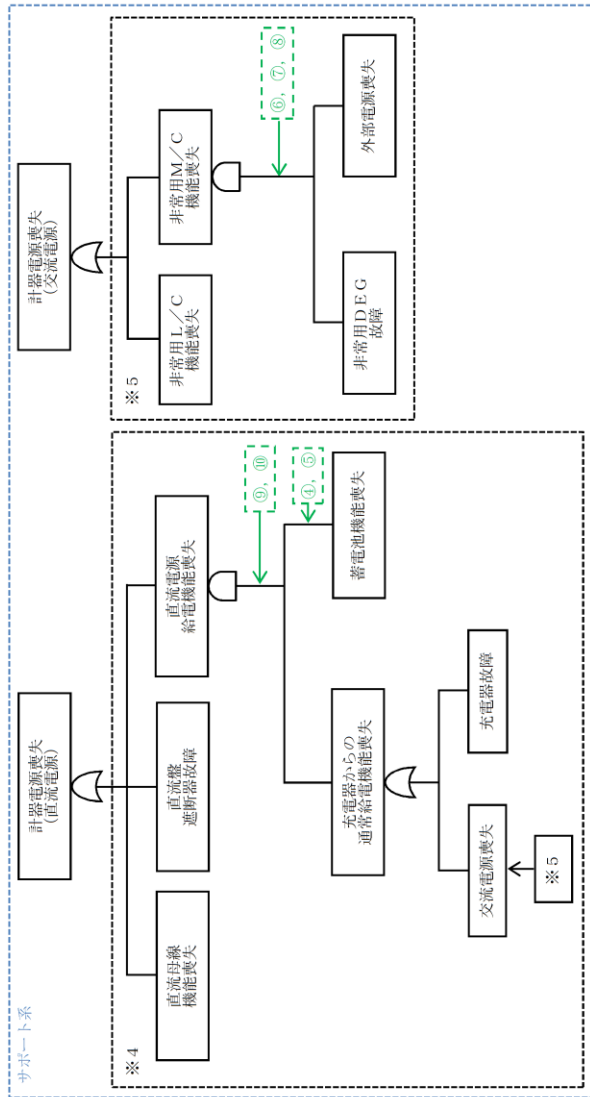 サポート系
計器電源喪失
(直流電源)
※4
直流母線
機能喪失
直流盤
遮断器故障
直流電源
給電機能喪失
⑨，⑩
④，⑤
充電器からの
通常給電機能喪失
蓄電池機能喪失
交流電源喪失
充電器故障
※5
計器電源喪失
(交流電源)
※5
非常用L／C
機能喪失
非常用M／C
機能喪失
⑥，⑦，⑧
非常用DEG
故障
外部電源喪失